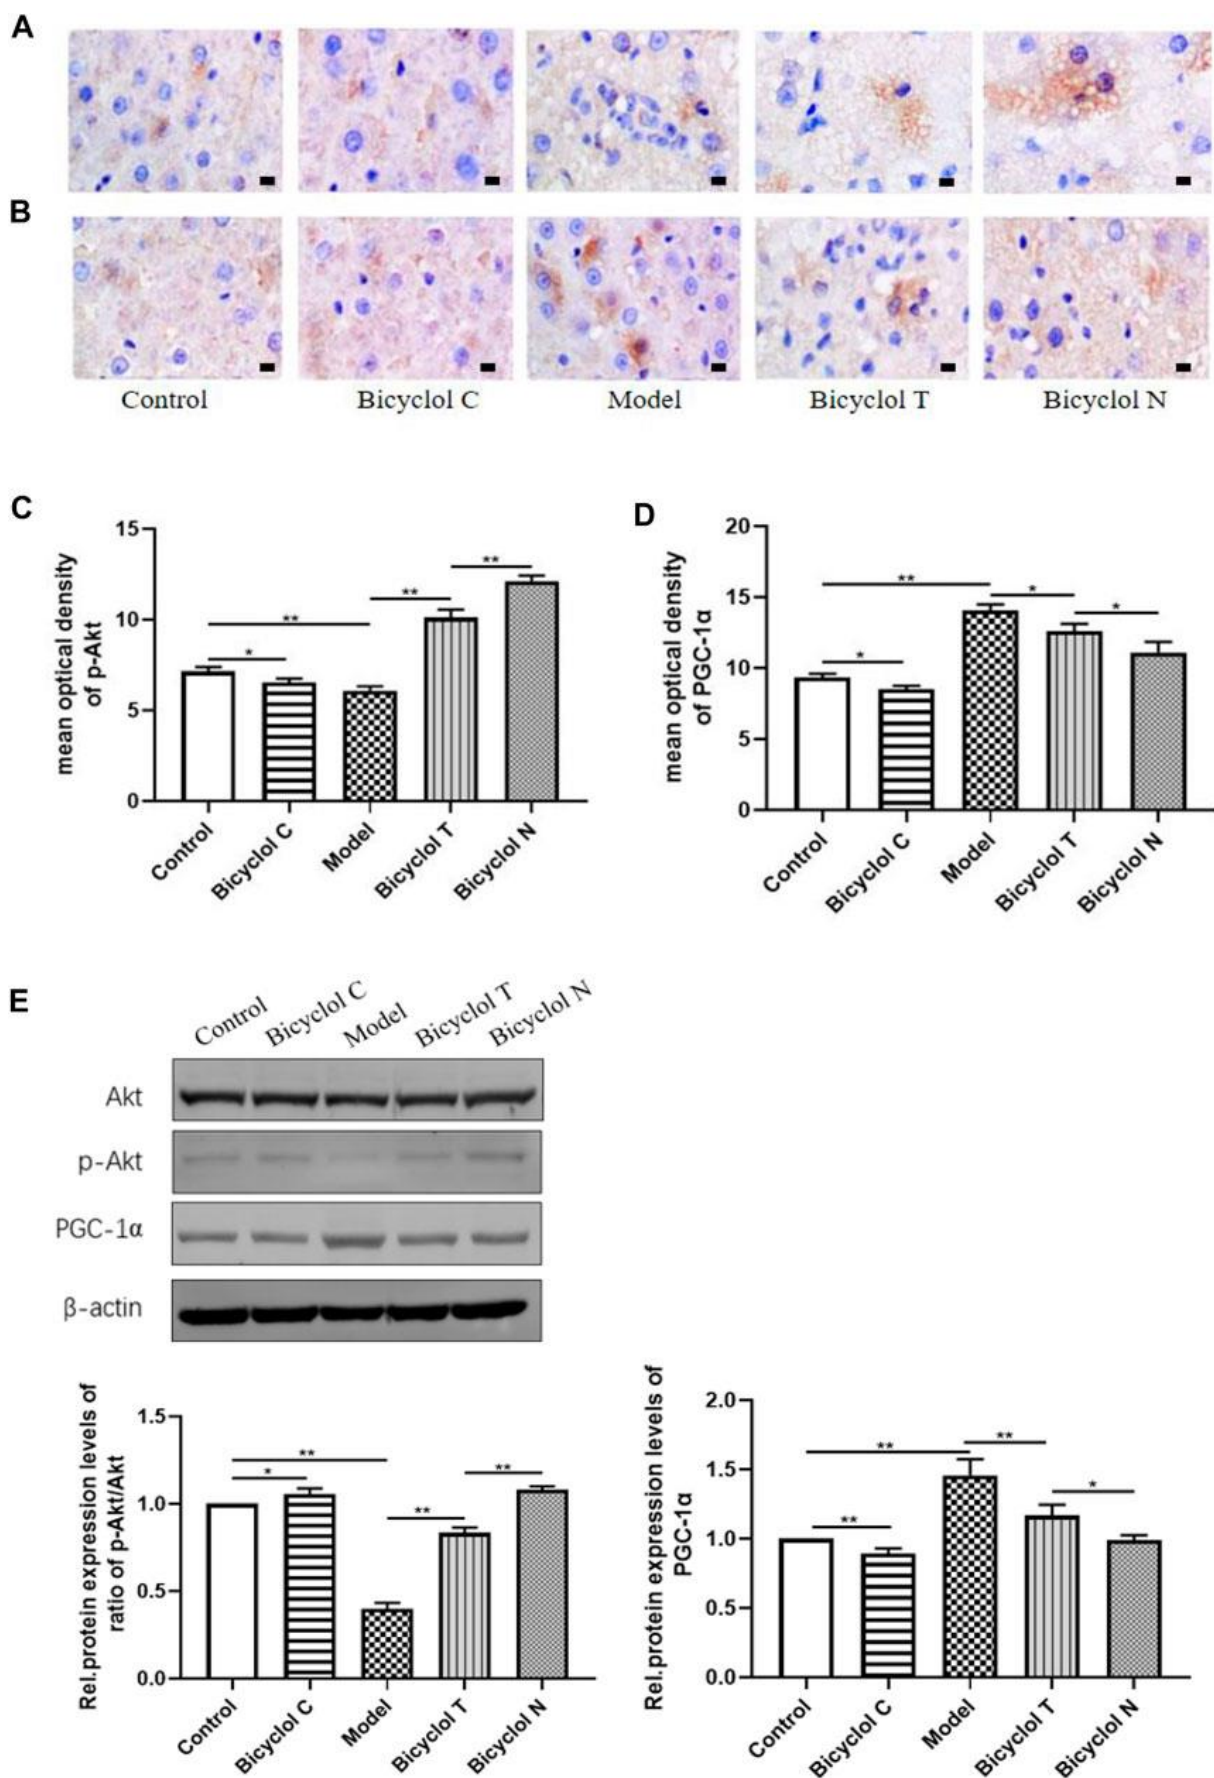 A
B
Control Bicyclol C Model Bicyclol T Bicyclol N
C
mean optical density
of p-Akt
15
10
5
0
*
**
**
**
Control
Bicyclol C
Model
Bicyclol T
Bicyclol N
D
mean optical density
of PGC-1α
20
15
10
5
0
*
**
*
*
Control
Bicyclol C
Model
Bicyclol T
Bicyclol N
E
Control
Bicyclol C
Model
Bicyclol T
Bicyclol N
Akt
p-Akt
PGC-1α
β-actin
Rel.protein expression levels of
ratio of p-Akt/Akt
1.5
1.0
0.5
0.0
*
**
**
**
Control
Bicyclol C
Model
Bicyclol T
Bicyclol N
Rel.protein expression levels of
PGC-1α
2.0
1.5
1.0
0.5
0.0
**
**
**
*
Control
Bicyclol C
Model
Bicyclol T
Bicyclol N